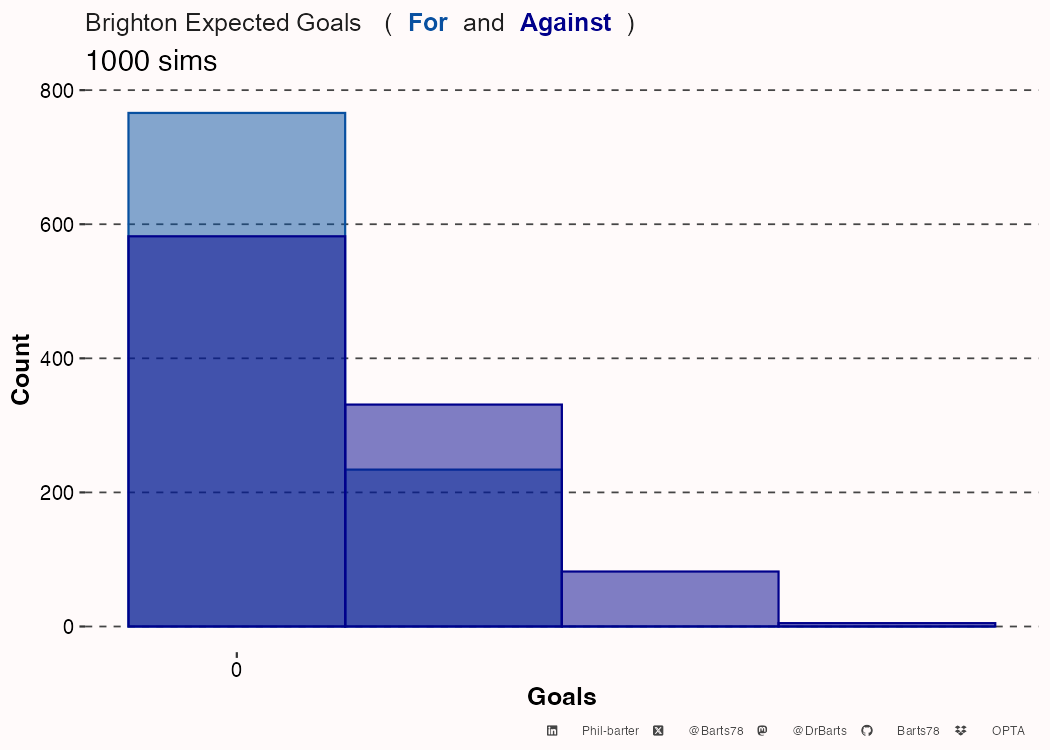 Brighton Expected Goals ( For and Against )
1000 sims
800
600
400
200
0
Count
0
Goals
Phil-barter @Barts78 @DrBarts Barts78 OPTA